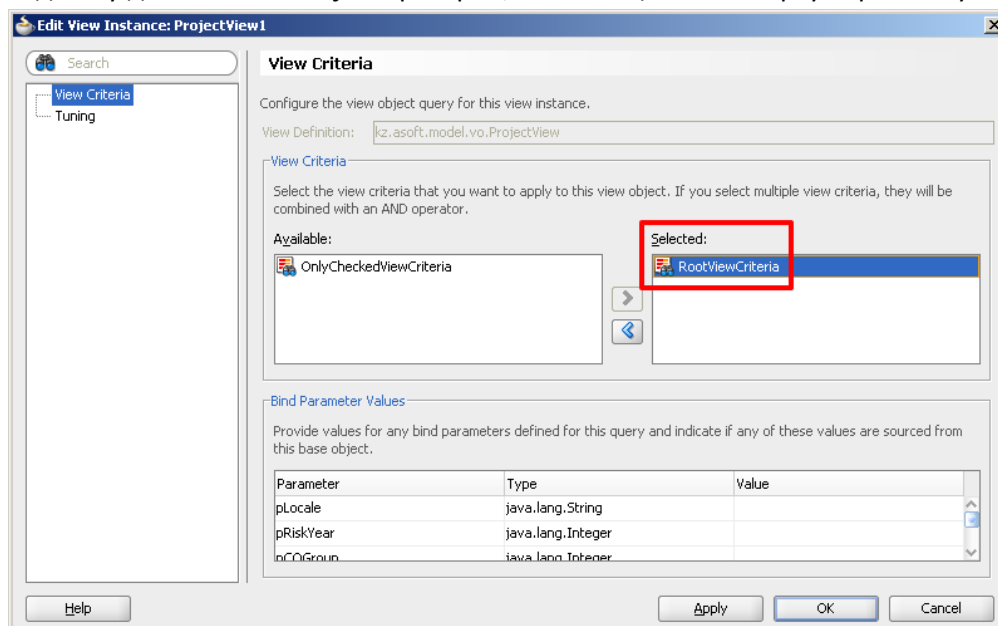 Edit View Instance: ProjectView1
Search
View Criteria
Tuning
View Criteria
Configure the view object query for this view instance.
View Definition: kz.asoft.model.vo.ProjectView
View Criteria
Select the view criteria that you want to apply to this view object. If you select multiple view criteria, they will be
combined with an AND operator.
Available:
Selected:
OnlyCheckedViewCriteria
RootViewCriteria
Bind Parameter Values
Provide values for any bind parameters defined for this query and indicate if any of these values are sourced from
this base object.
Parameter Type Value
pLocale java.lang.String
pRiskYear java.lang.Integer
pCOGroup java.lang.Integer
Help Apply OK Cancel